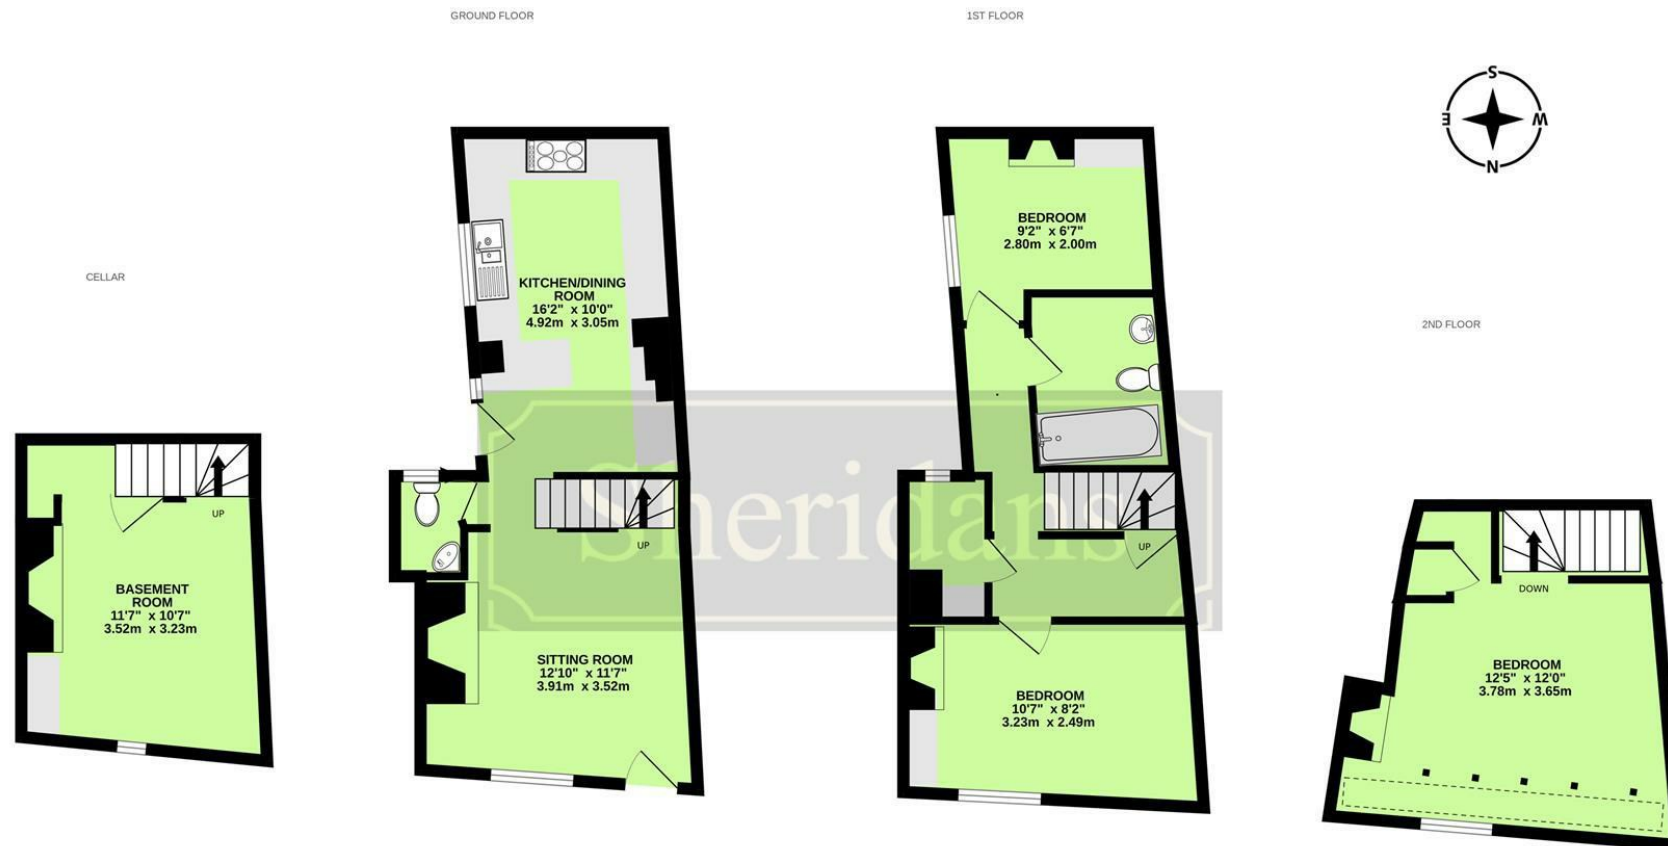 GROUND FLOOR
1ST FLOOR
S
E
W
N
CELLAR
2ND FLOOR
BEDROOM
9'2" x 6'7"
2.80m x 2.00m
KITCHEN/DINING
ROOM
16'2" x 10'0"
4.92m x 3.05m
Sheridans
UP
UP
UP
DOWN
BASEMENT
ROOM
11'7" x 10'7"
3.52m x 3.23m
SITTING ROOM
12'10" x 11'7"
3.91m x 3.52m
BEDROOM
10'7" x 8'2"
3.23m x 2.49m
BEDROOM
12'5" x 12'0"
3.78m x 3.65m